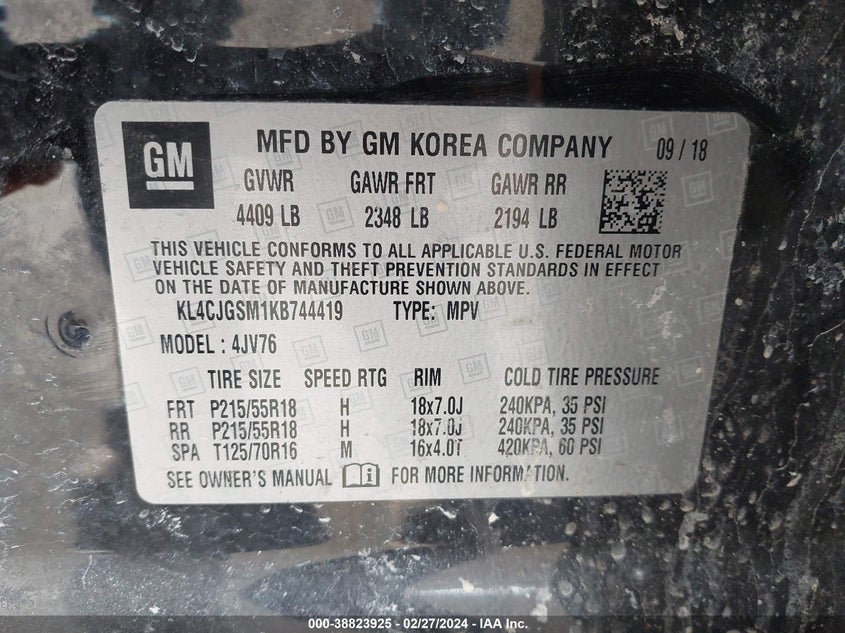 GM MFD BY GM KOREA COMPANY 09 / 18
GVWR GAWR FRT GAWR RR
4409 LB 2348 LB 2194 LB
THIS VEHICLE CONFORMS TO ALL APPLICABLE U.S. FEDERAL MOTOR
VEHICLE SAFETY AND THEFT PREVENTION STANDARDS IN EFFECT
ON THE DATE OF MANUFACTURE SHOWN ABOVE.
KL4CJGSM1KB744419 TYPE: MPV
MODEL : 4JV76
TIRE SIZE SPEED RTG RIM COLD TIRE PRESSURE
FRT P215/55R18 H 18x7.0J 240KPA, 35 PSI
RR P215/55R18 H 18x7.0J 240KPA, 35 PSI
SPA T125/70R16 M 16x4.0T 420KPA, 60 PSI
SEE OWNER'S MANUAL FOR MORE INFORMATION.
000-38823925 - 02/27/2024 - IAA Inc.